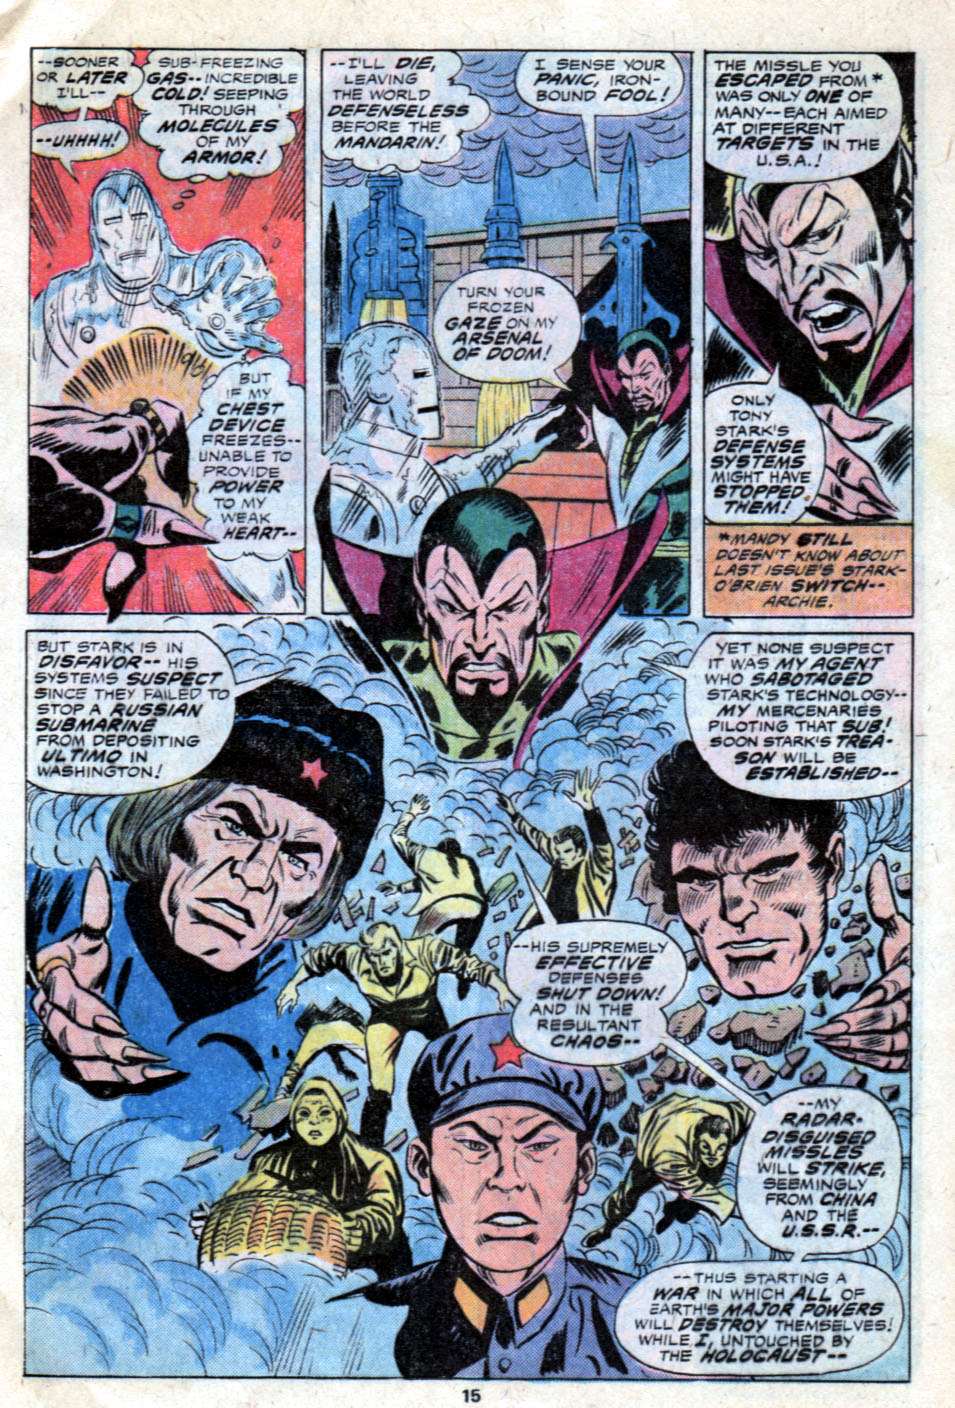 --SOONER
OR LATER
I'LL--
--UHHHH!
SUB-FREEZING
GAS--INCREDIBLE
COLD! SEEPING
THROUGH
MOLECULES
OF MY
ARMOR!
BUT
IF MY
CHEST
DEVICE
FREEZES--
UNABLE TO
PROVIDE
POWER
TO MY
WEAK
HEART--
--I'LL DIE,
LEAVING
THE WORLD
DEFENSELESS
BEFORE THE
MANDARIN!
I SENSE YOUR
PANIC, IRON-
BOUND FOOL!
TURN YOUR
FROZEN
GAZE ON MY
ARSENAL
OF DOOM!
THE MISSLE YOU
ESCAPED FROM*
WAS ONLY ONE OF
MANY--EACH AIMED
AT DIFFERENT
TARGETS IN THE
U.S.A.!
ONLY
TONY
STARK'S
DEFENSE
SYSTEMS
MIGHT HAVE
STOPPED
THEM!
*MANDY STILL
DOESN'T KNOW ABOUT
LAST ISSUE'S STARK-
O'BRIEN SWITCH--
ARCHIE.
BUT STARK IS IN
DISFAVOR-- HIS
SYSTEMS SUSPECT
SINCE THEY FAILED TO
STOP A RUSSIAN
SUBMARINE
FROM DEPOSITING
ULTIMO IN
WASHINGTON!
YET NONE SUSPECT
IT WAS MY AGENT
WHO SABOTAGED
STARK'S TECHNOLOGY--
MY MERCENARIES
PILOTING THAT SUB!
SOON STARK'S TREA-
SON WILL BE
ESTABLISHED--
--HIS SUPREMELY
EFFECTIVE
DEFENSES
SHUT DOWN!
AND IN THE
RESULTANT
CHAOS--
--MY
RADAR-
DISGUISED
MISSLES
WILL STRIKE,
SEEMINGLY
FROM CHINA
AND THE
U.S.S.R.--
--THUS STARTING A
WAR IN WHICH ALL OF
EARTH'S MAJOR POWERS
WILL DESTROY THEMSELVES!
WHILE I, UNTOUCHED BY
THE HOLOCAUST--
15